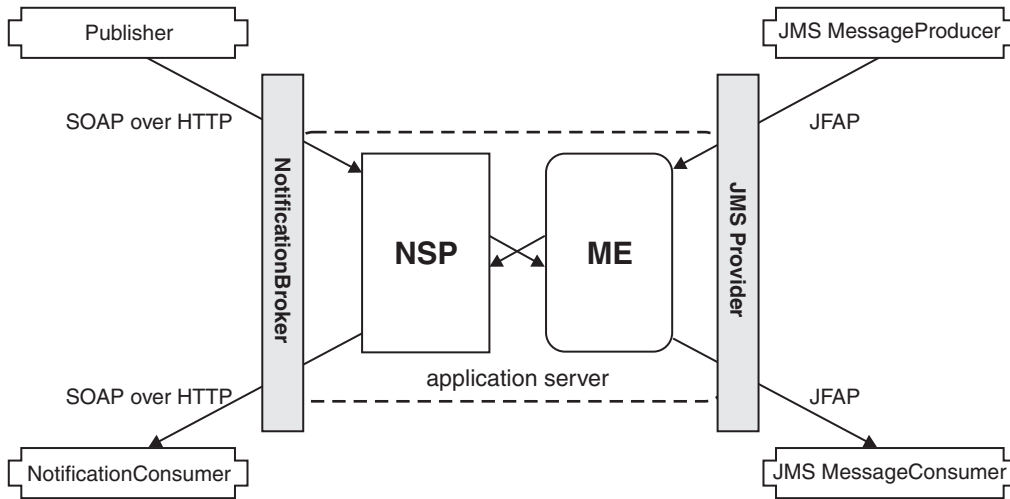 Publisher
JMS MessageProducer
SOAP over HTTP
JFAP
NotificationBroker
NSP
ME
JMS Provider
application server
SOAP over HTTP
JFAP
NotificationConsumer
JMS MessageConsumer